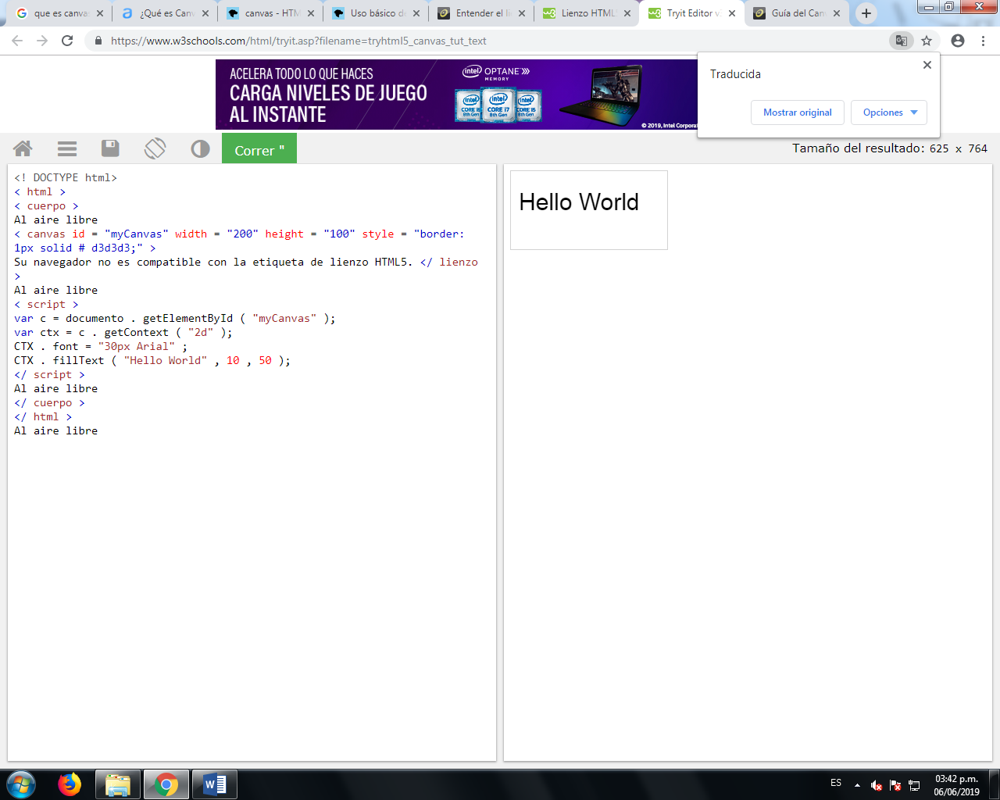 que es canvas
¿Qué es Canv
canvas - HTM
Uso básico de
Entender el li
Lienzo HTML5
Tryit Editor v
Guía del Can
https://www.w3schools.com/html/tryit.asp?filename=tryhtml5_canvas_tut_text
Traducida
Mostrar original
Opciones
ACELERA TODO LO QUE HACES
CARGA NIVELES DE JUEGO
AL INSTANTE
intel OPTANE
MEMORY
intel
CORE i5
8th Gen
intel
CORE i7
8th Gen
intel
CORE i5
8th Gen
© 2019, Intel Corporat
Correr "
Tamaño del resultado: 625 x 764
<! DOCTYPE html>
< html >
< cuerpo >
Al aire libre
< canvas id = "myCanvas" width = "200" height = "100" style = "border:
1px solid # d3d3d3;" >
Su navegador no es compatible con la etiqueta de lienzo HTML5. </ lienzo
>
Al aire libre
< script >
var c = documento . getElementById ( "myCanvas" );
var ctx = c . getContext ( "2d" );
CTX . font = "30px Arial" ;
CTX . fillText ( "Hello World" , 10 , 50 );
</ script >
Al aire libre
</ cuerpo >
</ html >
Al aire libre
Hello World
ES
03:42 p.m.
06/06/2019